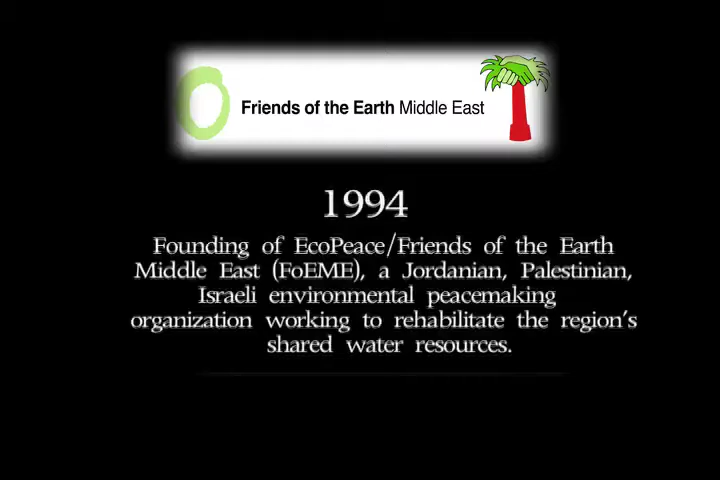 Friends of the Earth Middle East
1994
Founding of EcoPeace/Friends of the Earth
Middle East (FoEME), a Jordanian, Palestinian,
Israeli environmental peacemaking
organization working to rehabilitate the region's
shared water resources.